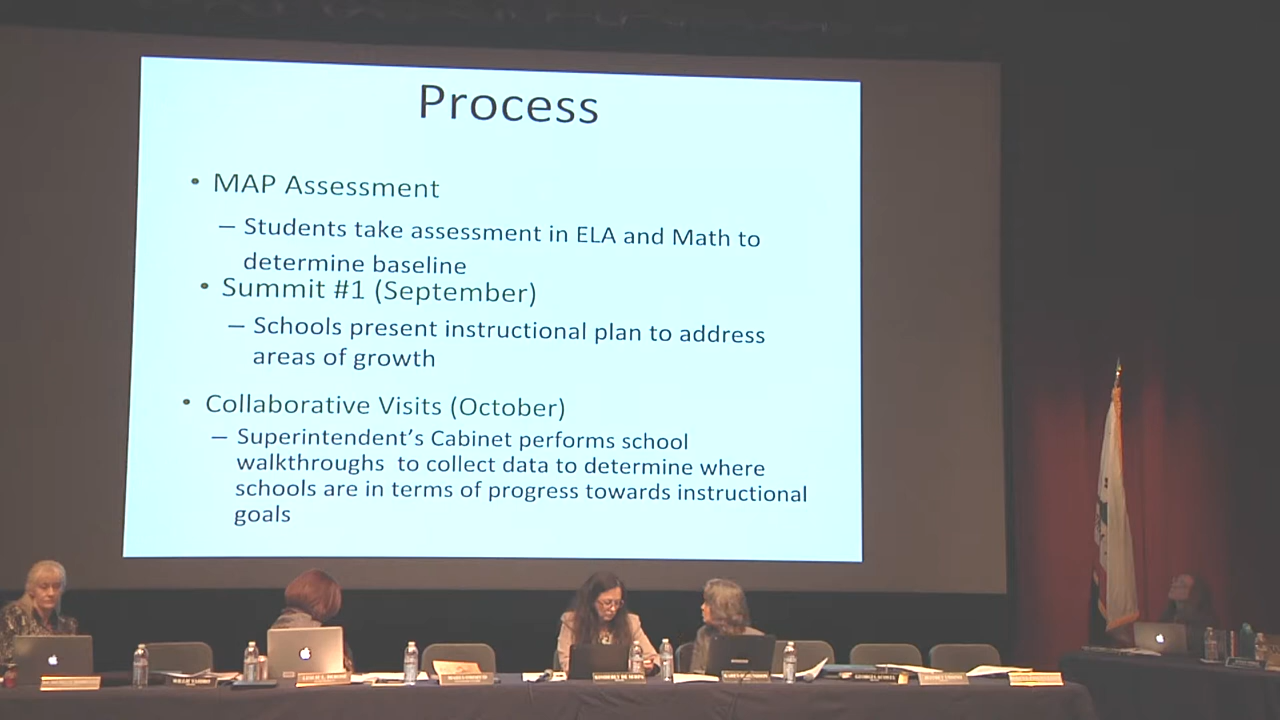 Process
• MAP Assessment
– Students take assessment in ELA and Math to
determine baseline
• Summit #1 (September)
– Schools present instructional plan to address
areas of growth
• Collaborative Visits (October)
– Superintendent's Cabinet performs school
walkthroughs to collect data to determine where
schools are in terms of progress towards instructional
goals